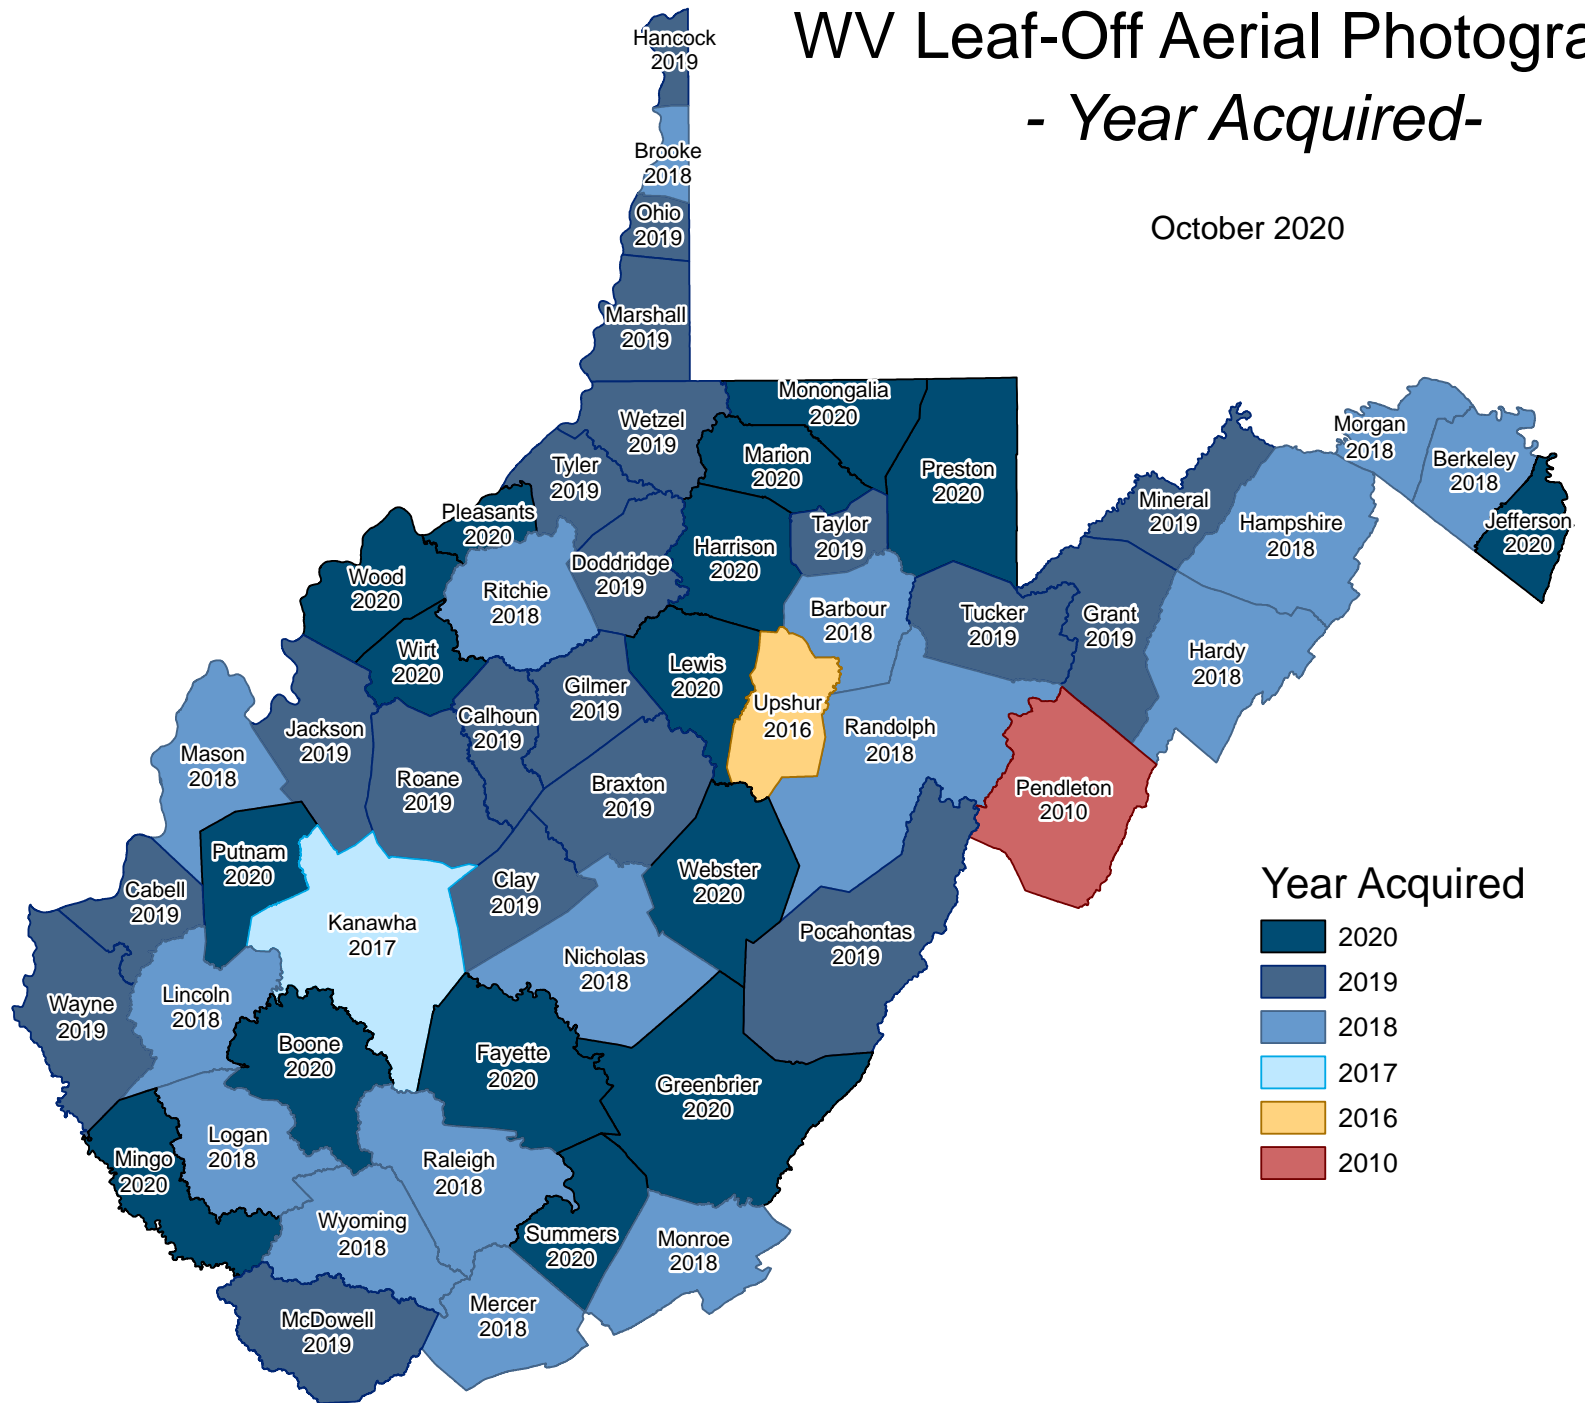 WV Leaf-Off Aerial Photogra
- Year Acquired-
October 2020
Hancock
2019
Brooke
2018
Ohio
2019
Marshall
2019
Wetzel
2019
Monongalia
2020
Marion
2020
Preston
2020
Tyler
2019
Pleasants
2020
Doddridge
2019
Harrison
2020
Taylor
2019
Mineral
2019
Hampshire
2018
Morgan
2018
Berkeley
2018
Jefferson
2020
Wood
2020
Ritchie
2018
Barbour
2018
Tucker
2019
Grant
2019
Hardy
2018
Wirt
2020
Lewis
2020
Gilmer
2019
Calhoun
2019
Upshur
2016
Randolph
2018
Jackson
2019
Mason
2018
Roane
2019
Braxton
2019
Pendleton
2010
Putnam
2020
Cabell
2019
Kanawha
2017
Clay
2019
Webster
2020
Pocahontas
2019
Nicholas
2018
Wayne
2019
Lincoln
2018
Boone
2020
Fayette
2020
Greenbrier
2020
Logan
2018
Mingo
2020
Raleigh
2018
Wyoming
2018
Summers
2020
Monroe
2018
Mercer
2018
McDowell
2019
Year Acquired
2020
2019
2018
2017
2016
2010